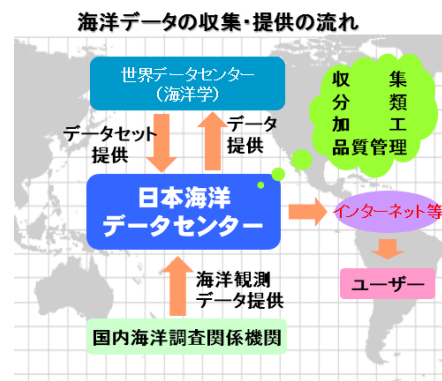 海洋データの収集・提供の流れ
世界データセンター
（海洋学）
収　集
分　類
加　工
品質管理
データセット
提供
データ
提供
日本海洋
データセンター
インターネット等
海洋観測
データ提供
ユーザー
国内海洋調査関係機関